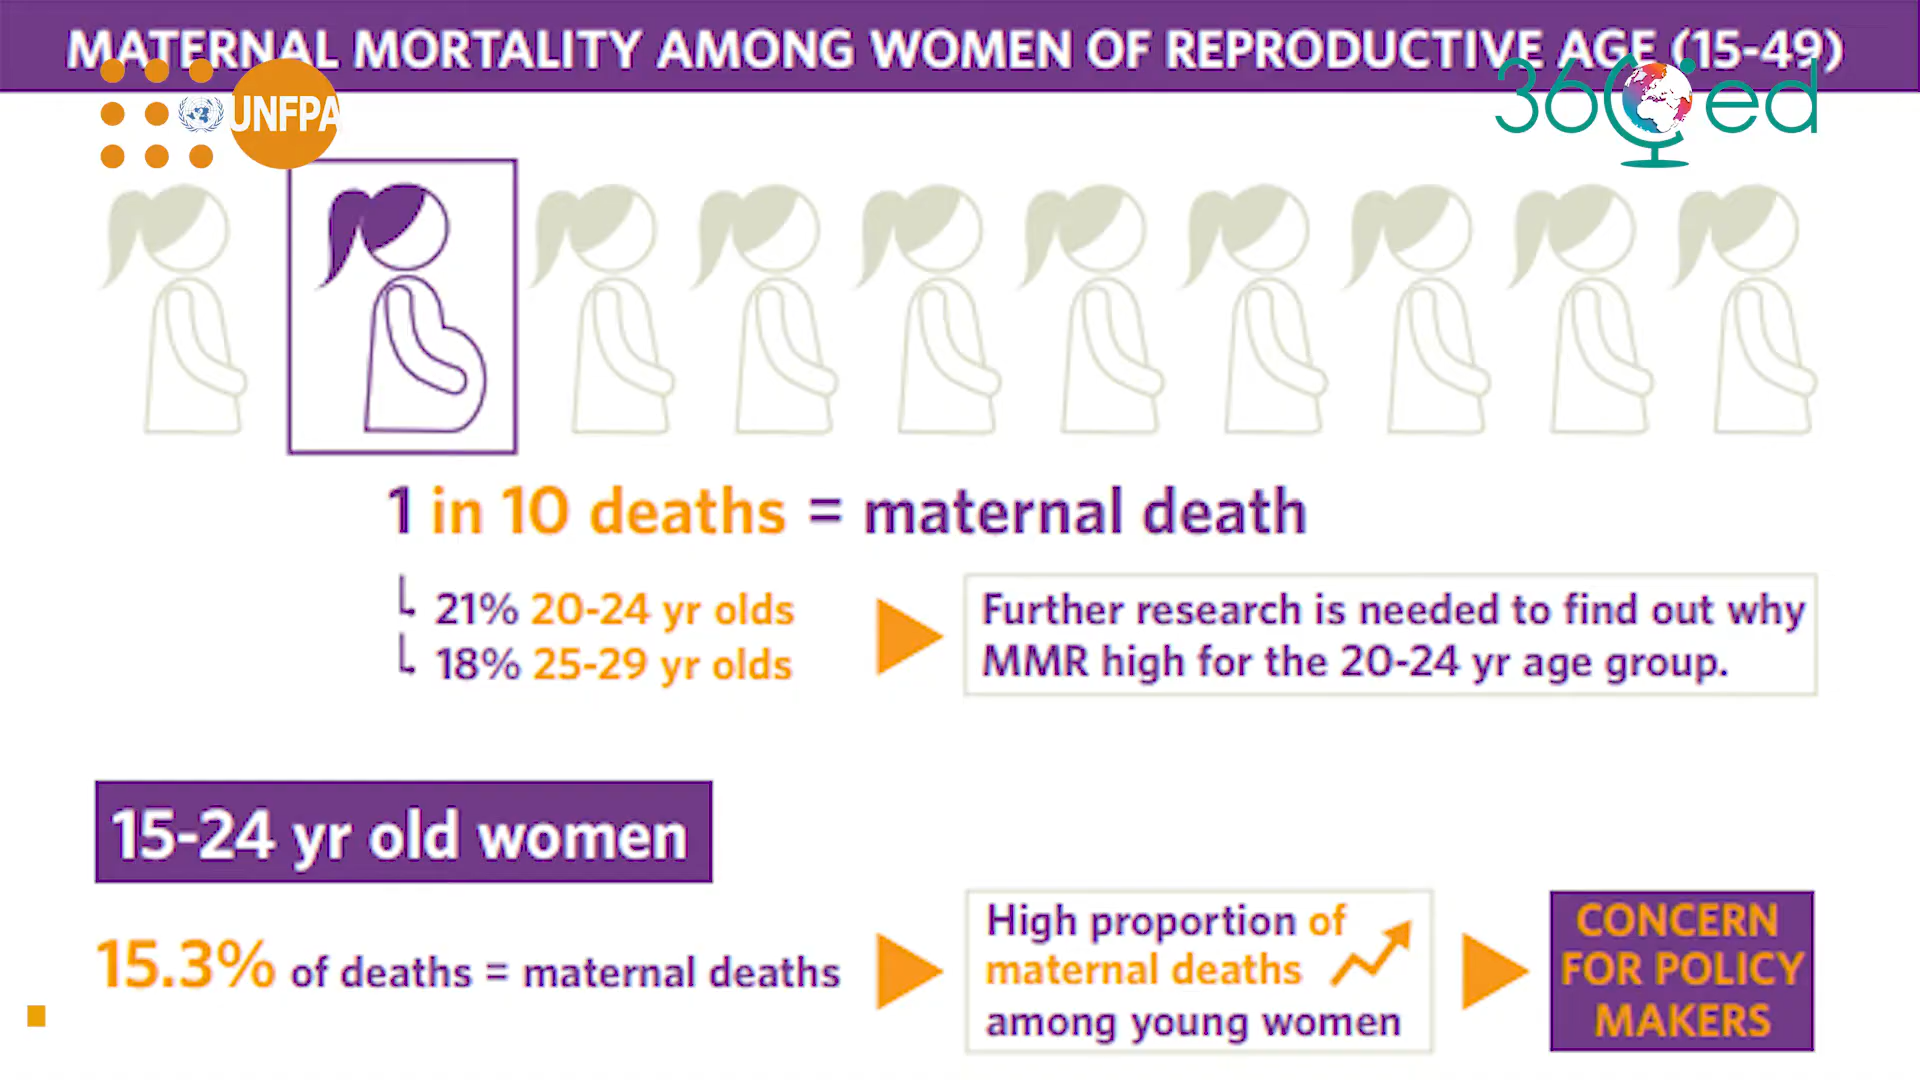 MATERNAL MORTALITY AMONG WOMEN OF REPRODUCTIVE AGE (15-49)
UNFPA
360ed
1 in 10 deaths = maternal death
21% 20-24 yr olds
18% 25-29 yr olds
Further research is needed to find out why
MMR high for the 20-24 yr age group.
15-24 yr old women
15.3% of deaths = maternal deaths
High proportion of
maternal deaths
among young women
CONCERN
FOR POLICY
MAKERS